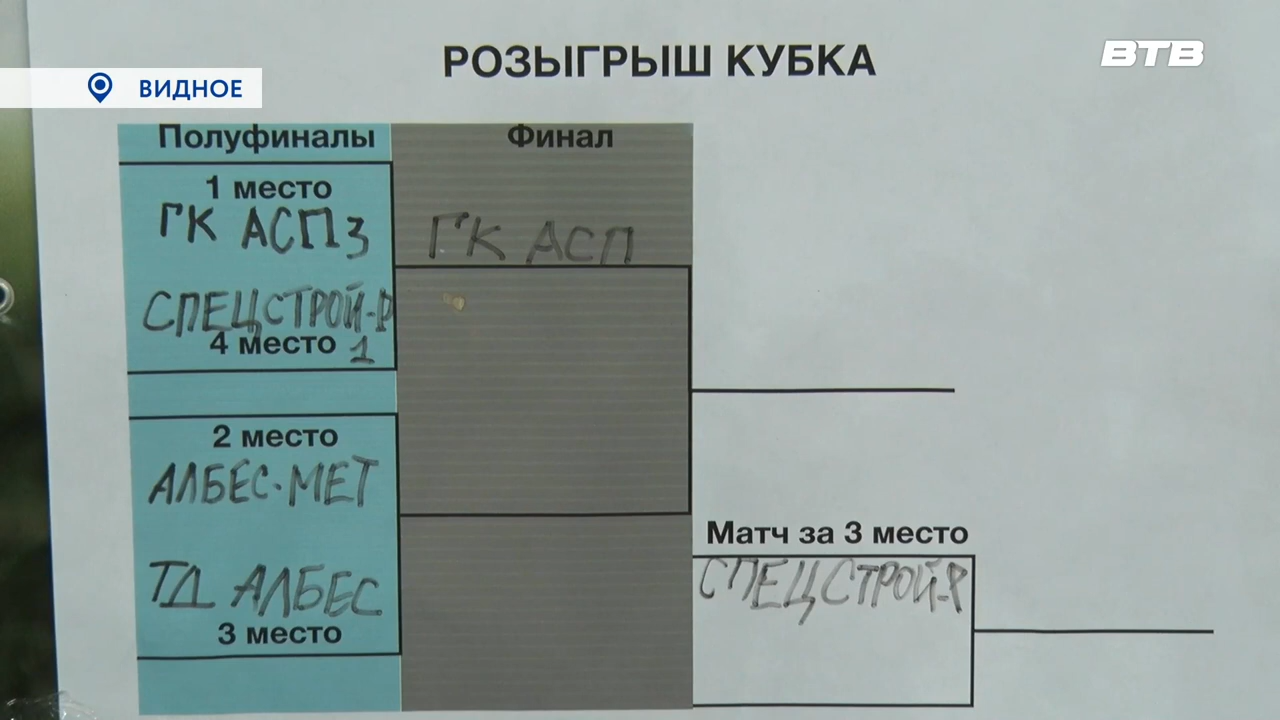 РОЗЫГРЫШ КУБКА
ВТВ
ВИДНОЕ
Полуфиналы
Финал
1 место
ГК АСП 3
ГК АСП
СПЕЦСТРОЙ-Р
4 место 1
2 место
АЛБЕС-МЕТ
Матч за 3 место
СПЕЦСТРОЙ-Р
ТД АЛБЕС
3 место